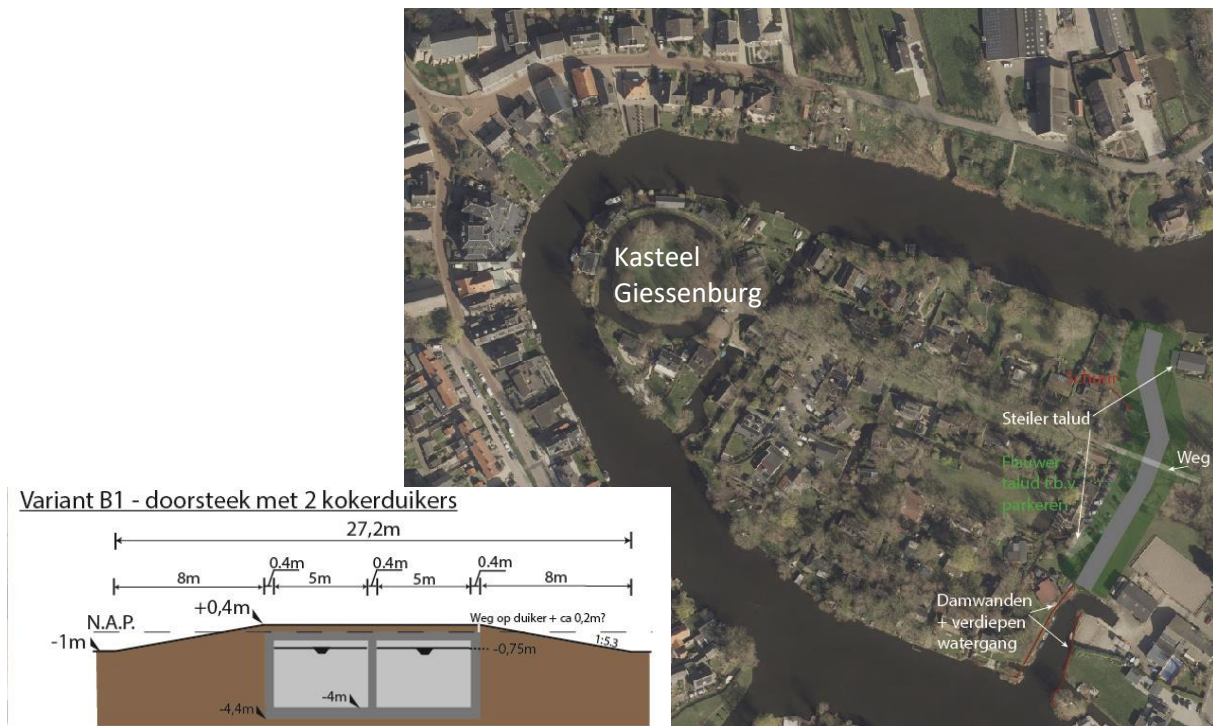 Kasteel
Giessenburg
Schuur
Steiler talud
Weg
Flauwer
talud t.b.v.
parkeren
Damwanden
+ verdiepen
watergang
Variant B1 - doorsteek met 2 kokerduikers
27,2m
8m 0.4m 5m 0.4m 5m 0.4m 8m
+0,4m
Weg op duiker + ca 0,2m?
N.A.P.
-1m
1:5.3
-0,75m
-4m
-4,4m